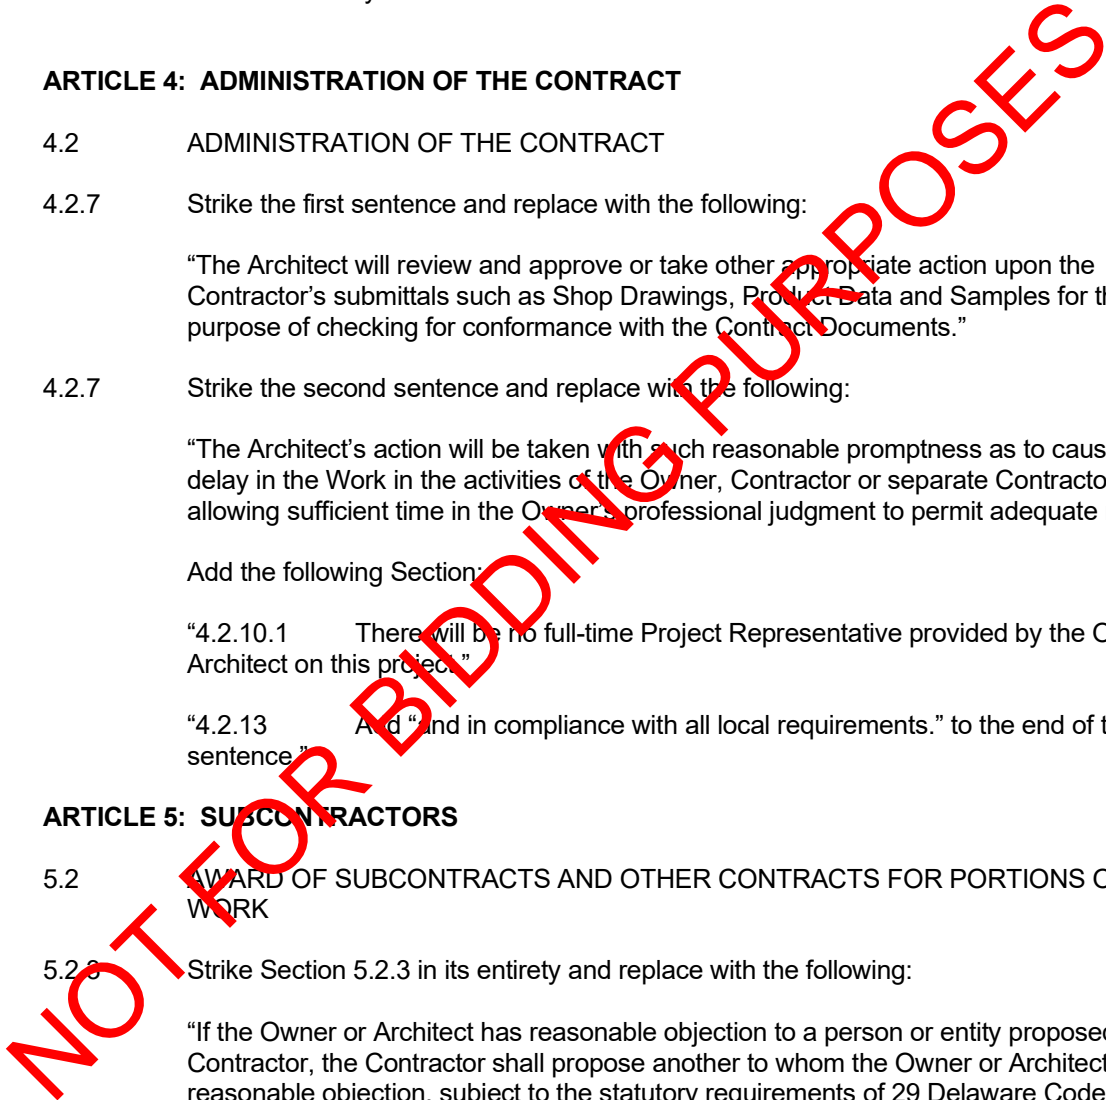 ARTICLE 4: ADMINISTRATION OF THE CONTRACT
4.2 ADMINISTRATION OF THE CONTRACT
4.2.7 Strike the first sentence and replace with the following:
“The Architect will review and approve or take other appropriate action upon the
Contractor’s submittals such as Shop Drawings, Product Data and Samples for
purpose of checking for conformance with the Contract Documents.”
4.2.7 Strike the second sentence and replace with the following:
“The Architect’s action will be taken with such reasonable promptness as to
delay in the Work in the activities of the Owner, Contractor or separate
allowing sufficient time in the Owner’s professional judgment to permit adequate
Add the following Section:
“4.2.10.1 There will be no full-time Project Representative provided by the
Architect on this project.”
“4.2.13 Add “and in compliance with all local requirements.” to the end of
sentence.”
ARTICLE 5: SUBCONTRACTORS
5.2 AWARD OF SUBCONTRACTS AND OTHER CONTRACTS FOR PORTIONS
WORK
5.2.3 Strike Section 5.2.3 in its entirety and replace with the following:
“If the Owner or Architect has reasonable objection to a person or entity proposed
Contractor, the Contractor shall propose another to whom the Owner or Architect
reasonable objection, subject to the statutory requirements of 29 Delaware Code
NOT FOR BIDDING PURPOSES